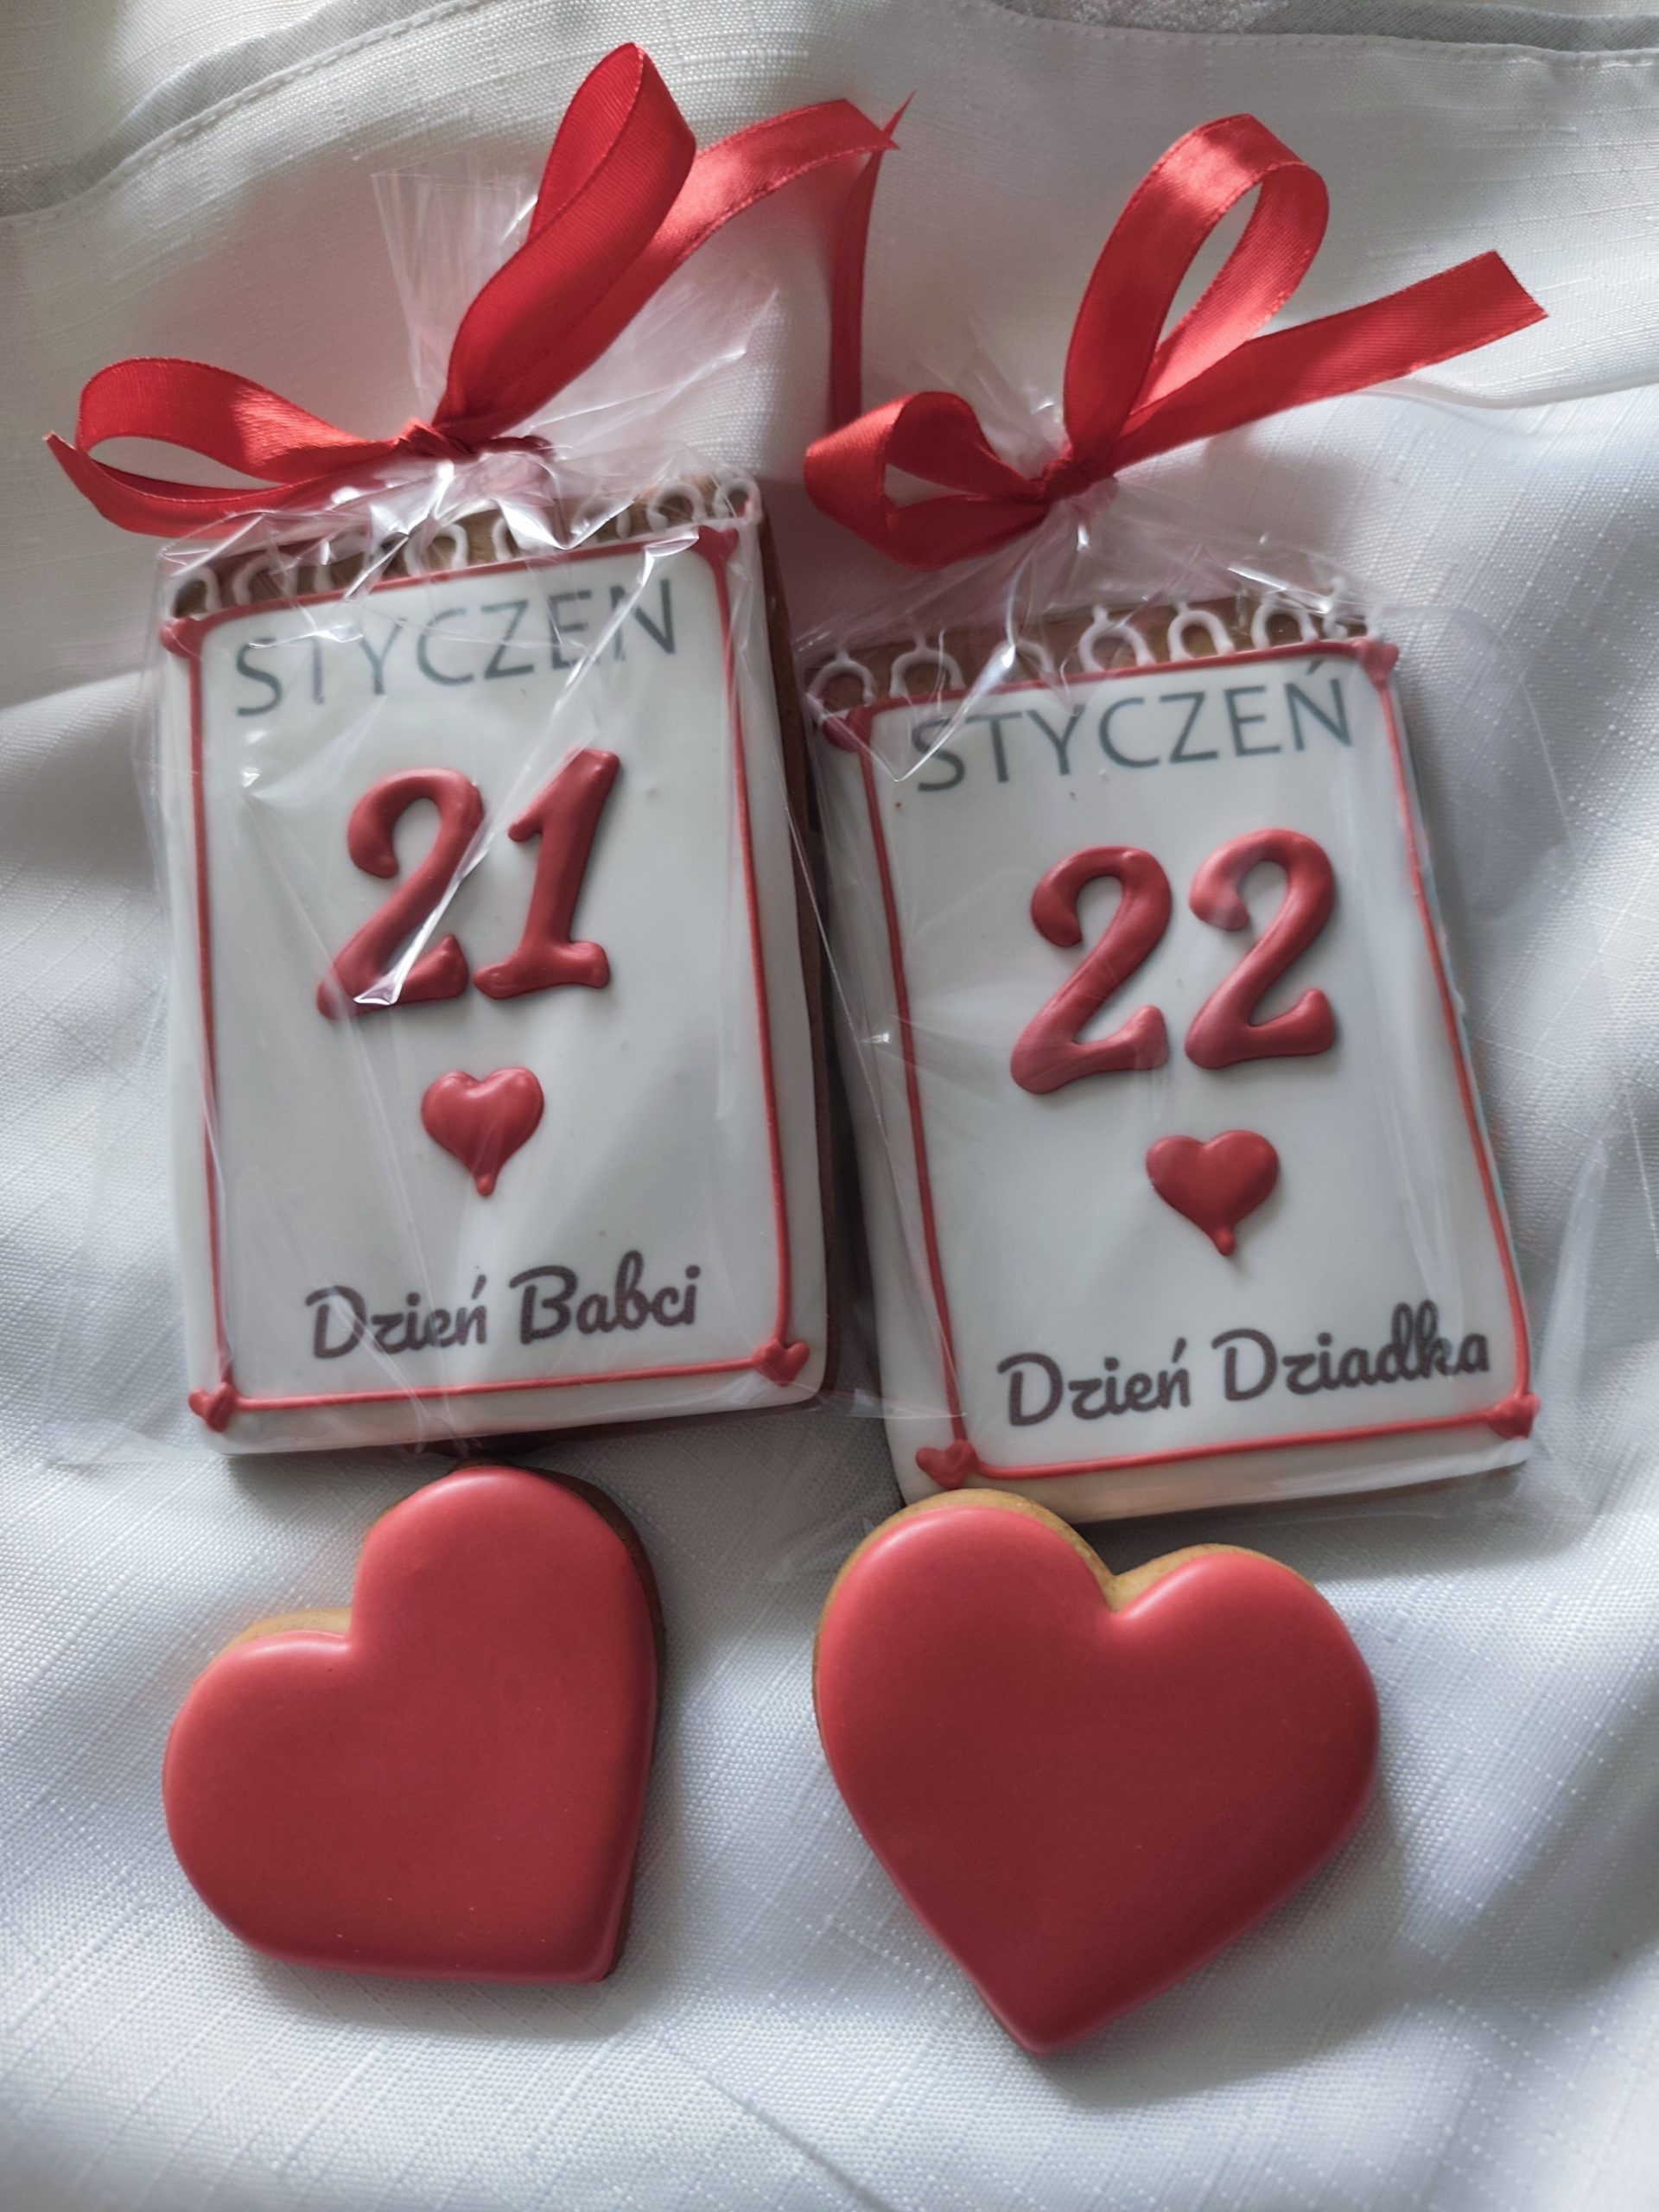 STYCZEŃ
21
Dzień Babci
STYCZEŃ
22
Dzień Dziadka